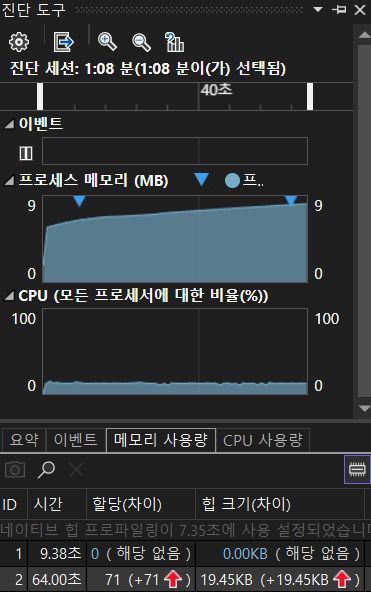 진단 도구
진단 세션: 1:08 분(1:08 분이(가) 선택됨)
40초
이벤트
프로세스 메모리 (MB) 프..
9 9
0 0
CPU (모든 프로세서에 대한 비율(%))
100 100
0 0
요약 이벤트 메모리 사용량 CPU 사용량
ID 시간 할당(차이) 힙 크기(차이)
네이티브 힙 프로파일링이 7.35초에 사용 설정되었습니다
1 9.38초 0 ( 해당 없음 ) 0.00KB ( 해당 없음 )
2 64.00초 71 (+71 ) 19.45KB (+19.45KB )